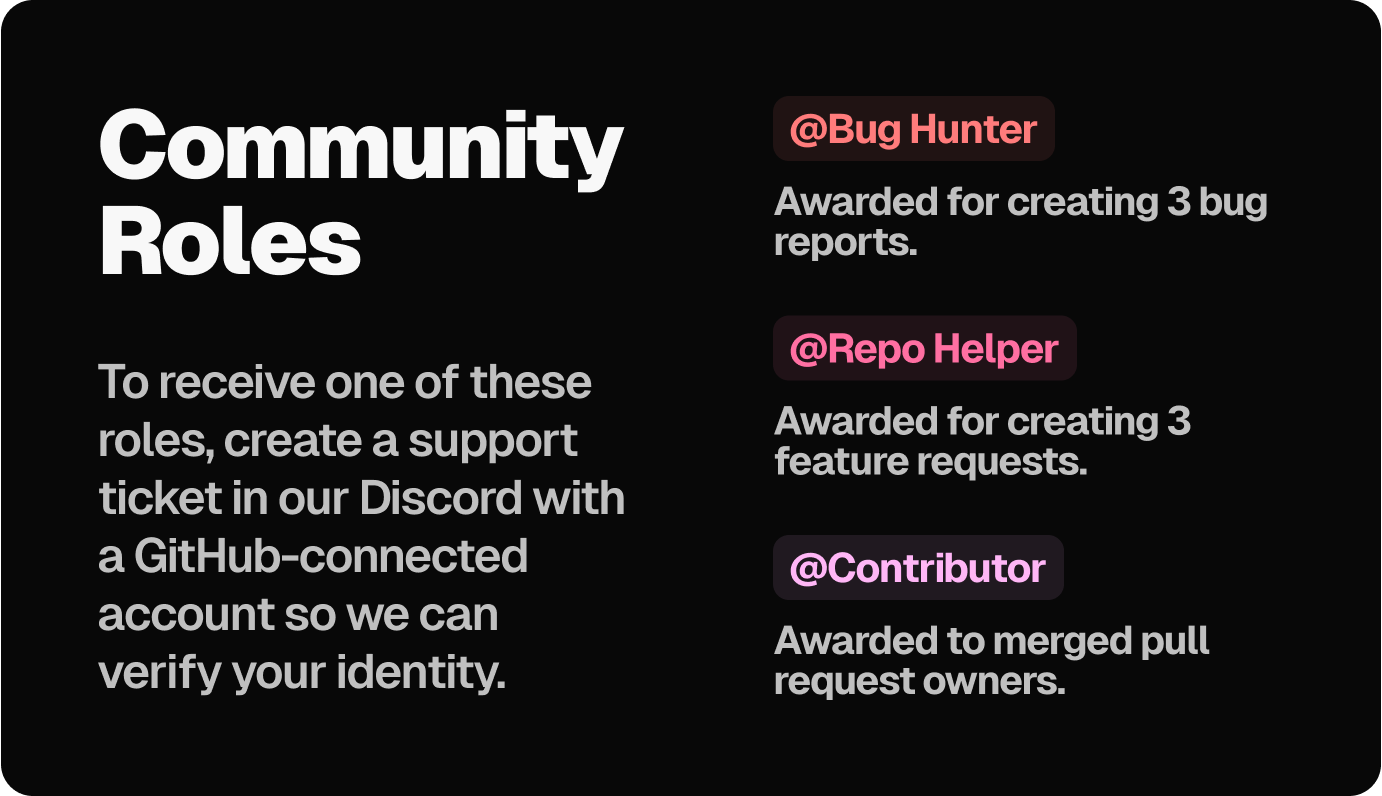 Community
Roles
To receive one of these
roles, create a support
ticket in our Discord with
a GitHub-connected
account so we can
verify your identity.
@Bug Hunter
Awarded for creating 3 bug
reports.
@Repo Helper
Awarded for creating 3
feature requests.
@Contributor
Awarded to merged pull
request owners.